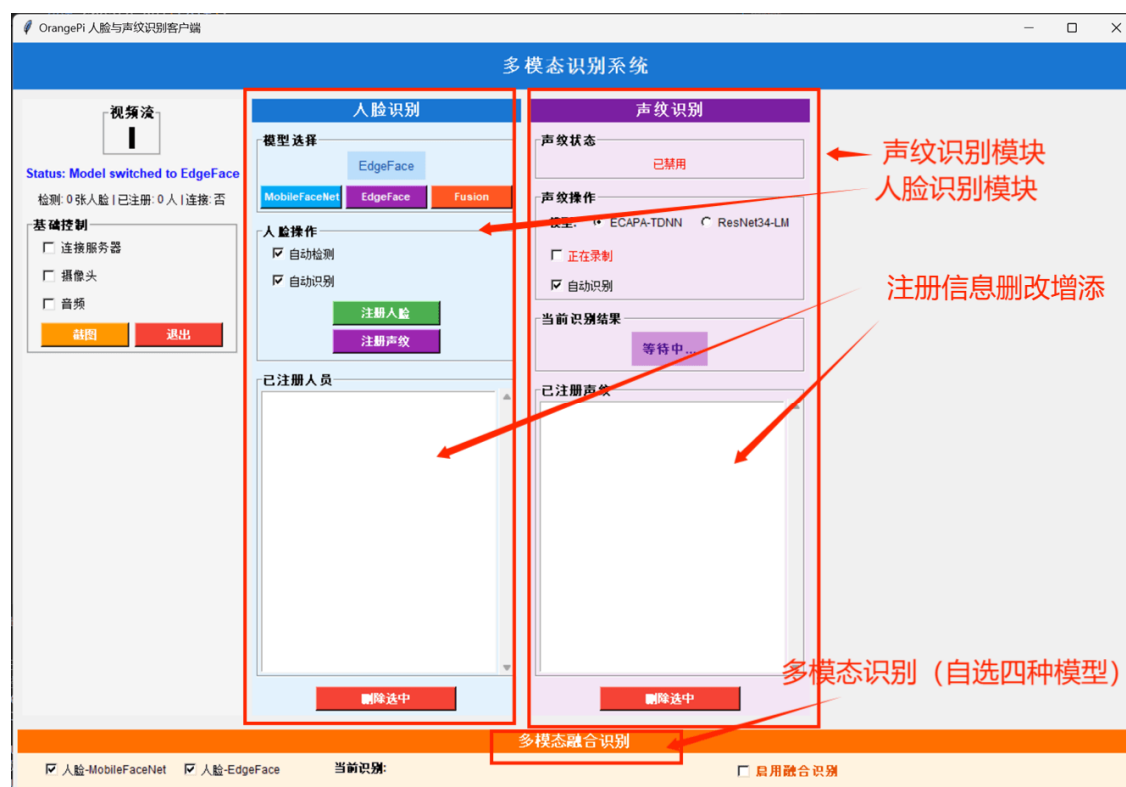 OrangePi 人脸与声纹识别客户端
多模态识别系统
视频流
Status: Model switched to EdgeFace
检测: 0 张人脸 | 已注册: 0 人 | 连接: 否
基础控制
连接服务器
摄像头
音频
截图 退出
人脸识别
模型选择
EdgeFace
MobileFaceNet EdgeFace Fusion
人脸操作
自动检测
自动识别
注册人脸
注册声纹
已注册人员
删除选中
声纹识别
声纹状态
已禁用
声纹操作
模型: ECAPA-TDNN ResNet34-LM
正在录制
自动识别
当前识别结果
等待中...
已注册声纹
删除选中
声纹识别模块
人脸识别模块
注册信息删改增添
多模态识别（自选四种模型）
多模态融合识别
人脸-MobileFaceNet 人脸-EdgeFace 当前识别: 启用融合识别